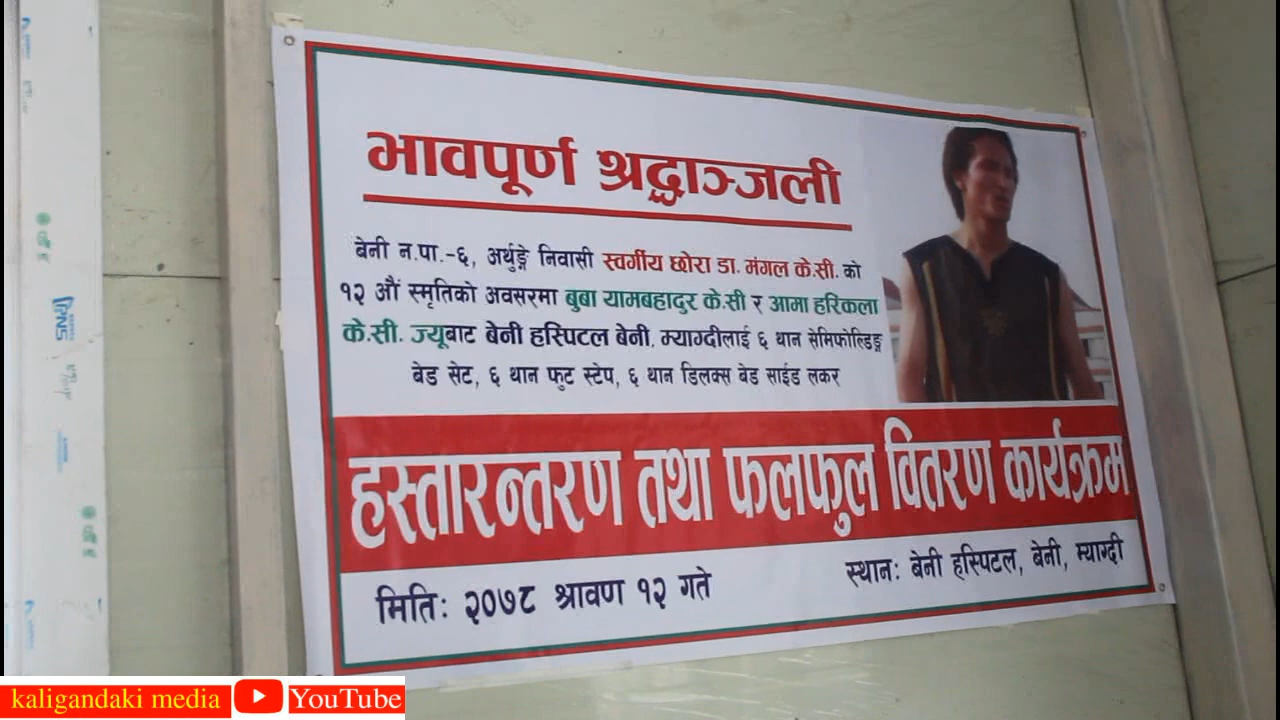 भावपूर्ण श्रद्धाञ्जली
बेनी न.पा.-६, अर्थुङ्गे निवासी स्वर्गीय छोरा डा. मंगल के.सी. को
१२ औं स्मृतिको अवसरमा बुबा यामबहादुर के.सी र आमा हरिकला
के.सी. ज्यूबाट बेनी हस्पिटल बेनी, म्याग्दीलाई ६ थान सेमिफोल्डिङ्ग
बेड सेट, ६ थान फुट स्टेप, ६ थान डिलक्स बेड साईड लकर
हस्तारन्तरण तथा फलफुल वितरण कार्यक्रम
मितिः २०७८ श्रावण १२ गते
स्थानः बेनी हस्पिटल, बेनी, म्याग्दी
kaligandaki media YouTube